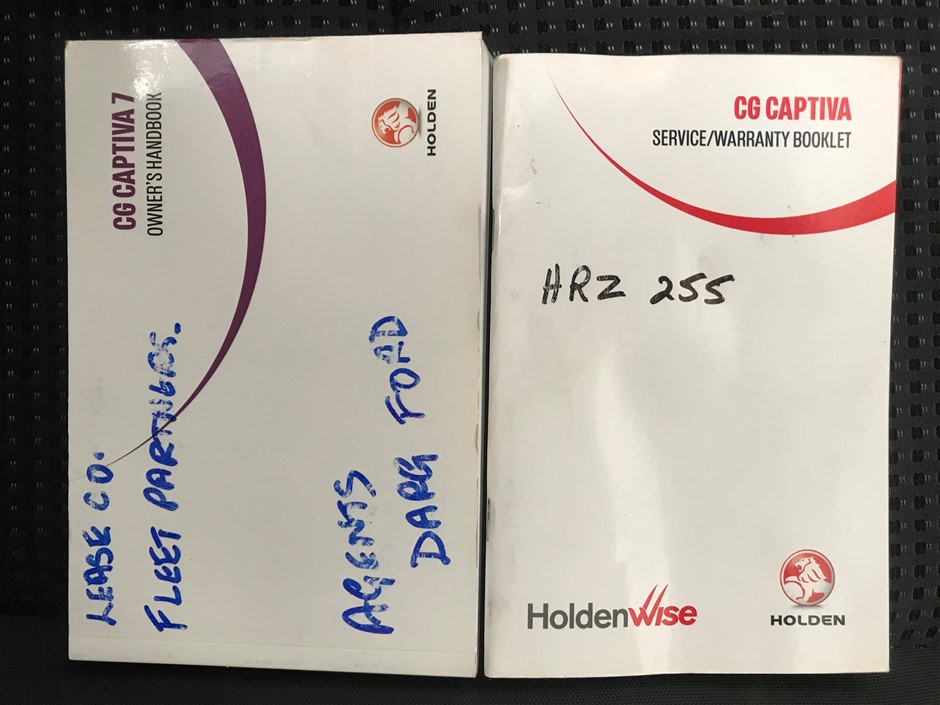 CG CAPTIVA 7
OWNER'S HANDBOOK
HOLDEN
LEASE CO.
FLEET PARTNERS.
AGENTS
DARG FOAD
CG CAPTIVA
SERVICE/WARRANTY BOOKLET
HRZ 255
HoldenWise
HOLDEN